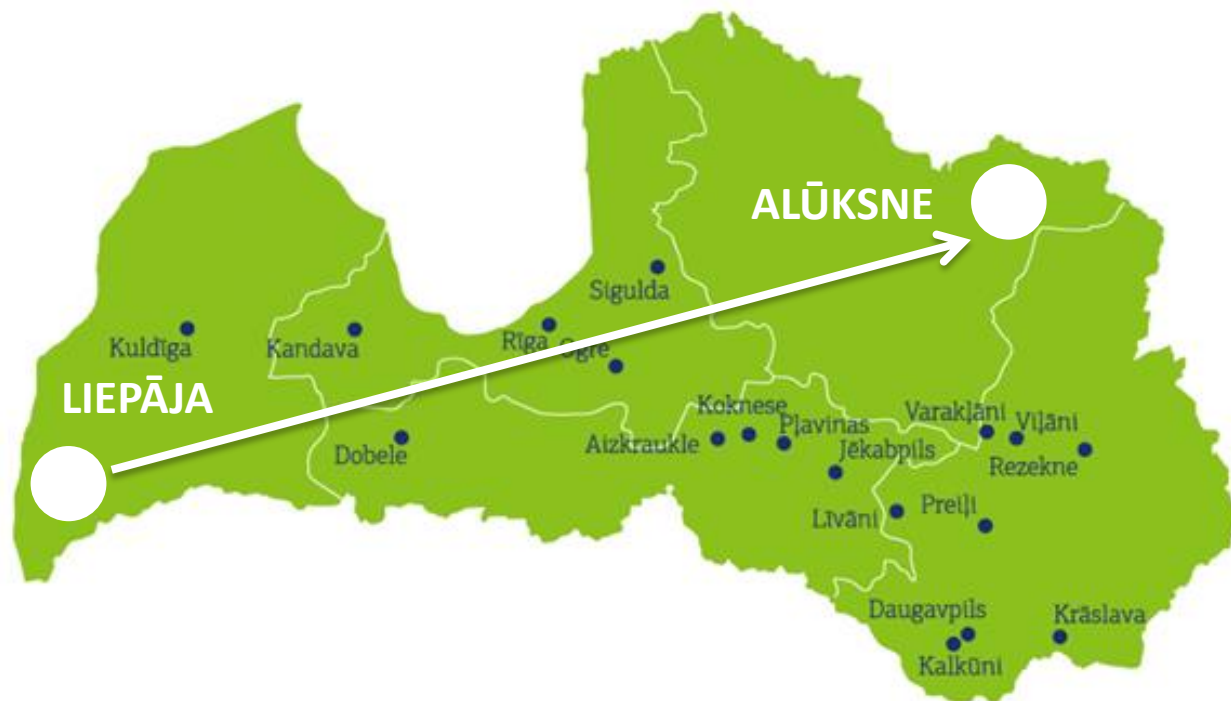 ALŪKSNE
Sigulda
Kuldīga
Kandava
Rīga
Ogre
LIEPĀJA
Koknese
Pļavinas
Varakļāni
Viļāni
Dobele
Aizkraukle
Jēkabpils
Rezekne
Līvāni
Preiļi
Daugavpils
Krāslava
Kalkūni